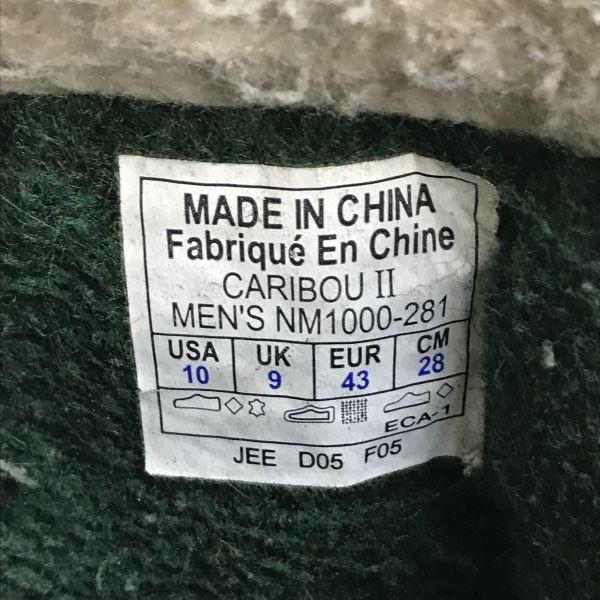 MADE IN CHINA
Fabriqué En Chine
CARIBOU II
MEN'S NM1000-281
USA UK EUR CM
10 9 43 28
ECA-1
JEE D05 F05